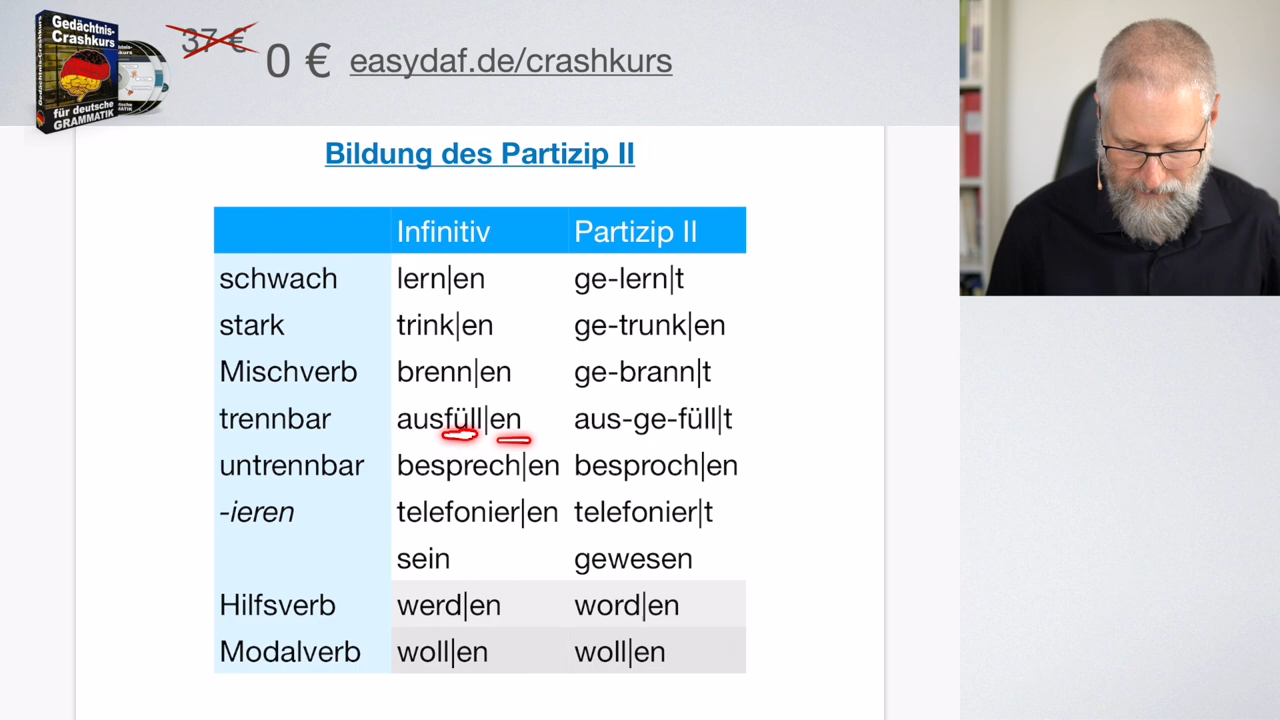 Gedächtnis-
Crashkurs
für deutsche
GRAMMATIK
37 €
0 € easydaf.de/crashkurs
Bildung des Partizip II
Infinitiv Partizip II
schwach lern|en ge-lern|t
stark trink|en ge-trunk|en
Mischverb brenn|en ge-brann|t
trennbar ausfüll|en aus-ge-füll|t
untrennbar besprech|en besproch|en
-ieren telefonier|en telefonier|t
sein gewesen
Hilfsverb werd|en word|en
Modalverb woll|en woll|en